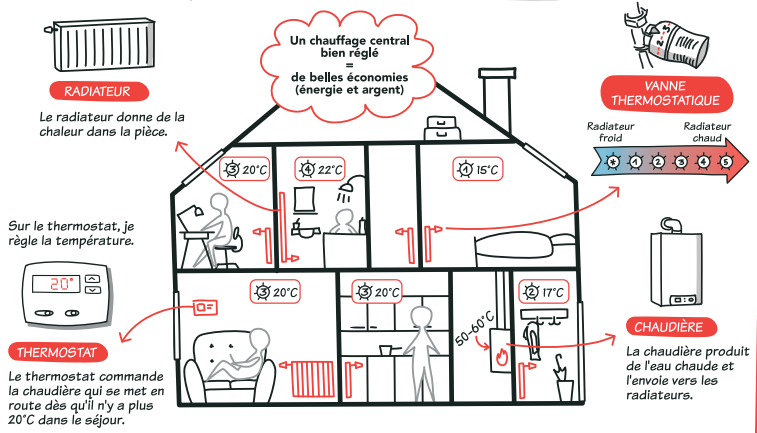 Un chauffage central
bien réglé
=
de belles économies
(énergie et argent)
RADIATEUR
Le radiateur donne de la
chaleur dans la pièce.
2 3
VANNE
THERMOSTATIQUE
Radiateur
froid
Radiateur
chaud
* 1 2 3 4 5
3 20°C
4 22°C
1 15°C
Sur le thermostat, je
règle la température.
20°
THERMOSTAT
Le thermostat commande
la chaudière qui se met en
route dès qu'il n'y a plus
20°C dans le séjour.
3 20°C
3 20°C
50-60°C
2 17°C
CHAUDIÈRE
La chaudière produit
de l'eau chaude et
l'envoie vers les
radiateurs.